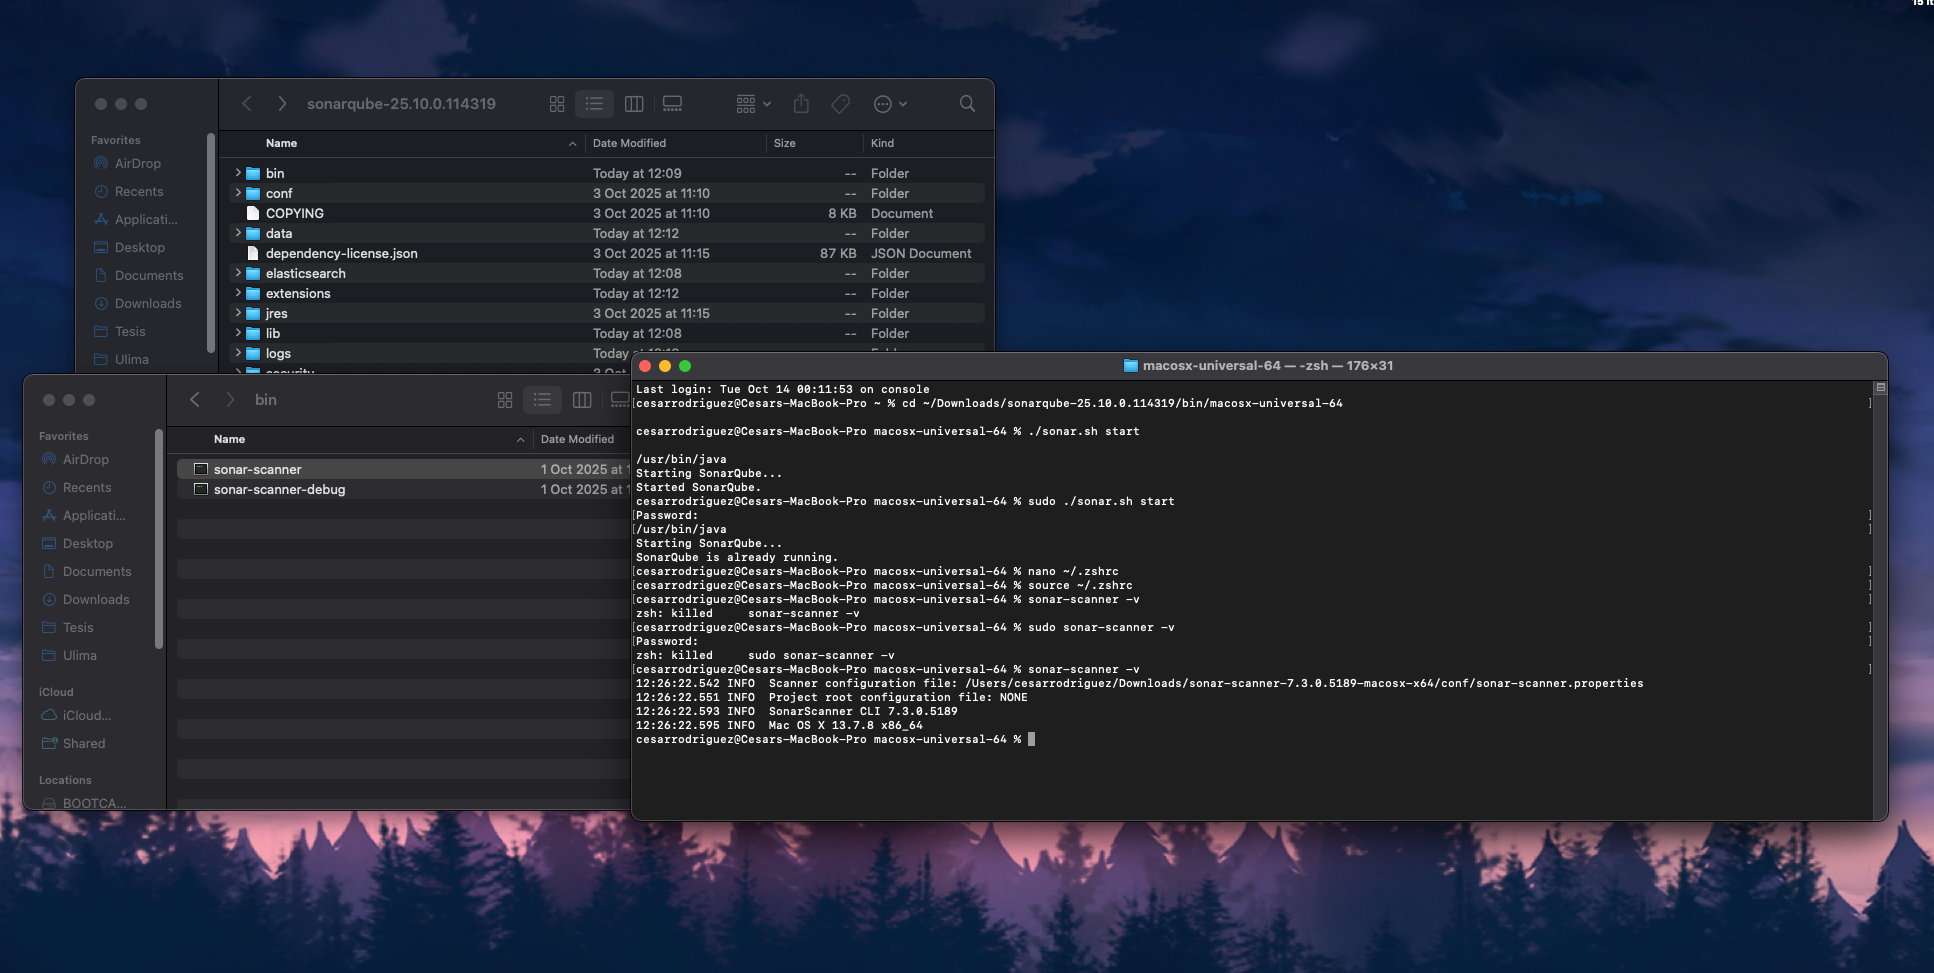 15 it
sonarqube-25.10.0.114319
Favorites
AirDrop
Recents
Applicati...
Desktop
Documents
Downloads
Tesis
Ulima
Name Date Modified Size Kind
bin Today at 12:09 -- Folder
conf 3 Oct 2025 at 11:10 -- Folder
COPYING 3 Oct 2025 at 11:10 8 KB Document
data Today at 12:12 -- Folder
dependency-license.json 3 Oct 2025 at 11:15 87 KB JSON Document
elasticsearch Today at 12:08 -- Folder
extensions Today at 12:12 -- Folder
jres 3 Oct 2025 at 11:15 -- Folder
lib Today at 12:08 -- Folder
logs Today
security
bin
Favorites
AirDrop
Recents
Applicati...
Desktop
Documents
Downloads
Tesis
Ulima
iCloud
iCloud...
Shared
Locations
BOOTCA...
Name Date Modified
sonar-scanner 1 Oct 2025 at 1
sonar-scanner-debug 1 Oct 2025 at 1
macosx-universal-64 — -zsh — 176×31
Last login: Tue Oct 14 00:11:53 on console
[cesarrodriguez@Cesars-MacBook-Pro ~ % cd ~/Downloads/sonarqube-25.10.0.114319/bin/macosx-universal-64 ]
cesarrodriguez@Cesars-MacBook-Pro macosx-universal-64 % ./sonar.sh start
/usr/bin/java
Starting SonarQube...
Started SonarQube.
cesarrodriguez@Cesars-MacBook-Pro macosx-universal-64 % sudo ./sonar.sh start
[Password: ]
[/usr/bin/java ]
Starting SonarQube...
SonarQube is already running.
[cesarrodriguez@Cesars-MacBook-Pro macosx-universal-64 % nano ~/.zshrc ]
[cesarrodriguez@Cesars-MacBook-Pro macosx-universal-64 % source ~/.zshrc ]
[cesarrodriguez@Cesars-MacBook-Pro macosx-universal-64 % sonar-scanner -v ]
zsh: killed     sonar-scanner -v
[cesarrodriguez@Cesars-MacBook-Pro macosx-universal-64 % sudo sonar-scanner -v ]
[Password: ]
zsh: killed     sudo sonar-scanner -v
[cesarrodriguez@Cesars-MacBook-Pro macosx-universal-64 % sonar-scanner -v ]
12:26:22.542 INFO  Scanner configuration file: /Users/cesarrodriguez/Downloads/sonar-scanner-7.3.0.5189-macosx-x64/conf/sonar-scanner.properties
12:26:22.551 INFO  Project root configuration file: NONE
12:26:22.593 INFO  SonarScanner CLI 7.3.0.5189
12:26:22.595 INFO  Mac OS X 13.7.8 x86_64
cesarrodriguez@Cesars-MacBook-Pro macosx-universal-64 %